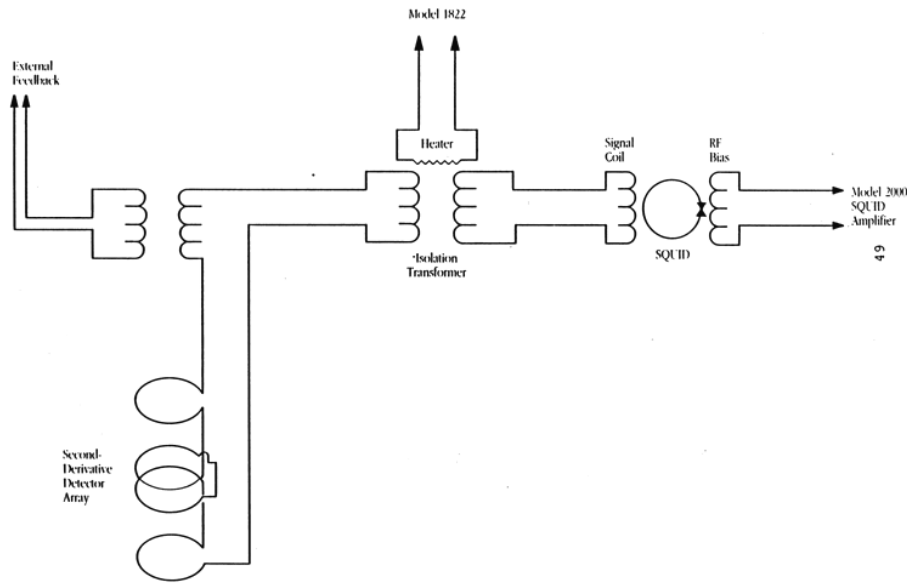 Model 1822
External
Feedback
Heater
Signal
Coil
RF
Bias
Model 2000
SQUID
Amplifier
SQUID
Isolation
Transformer
49
Second-
Derivative
Detector
Array